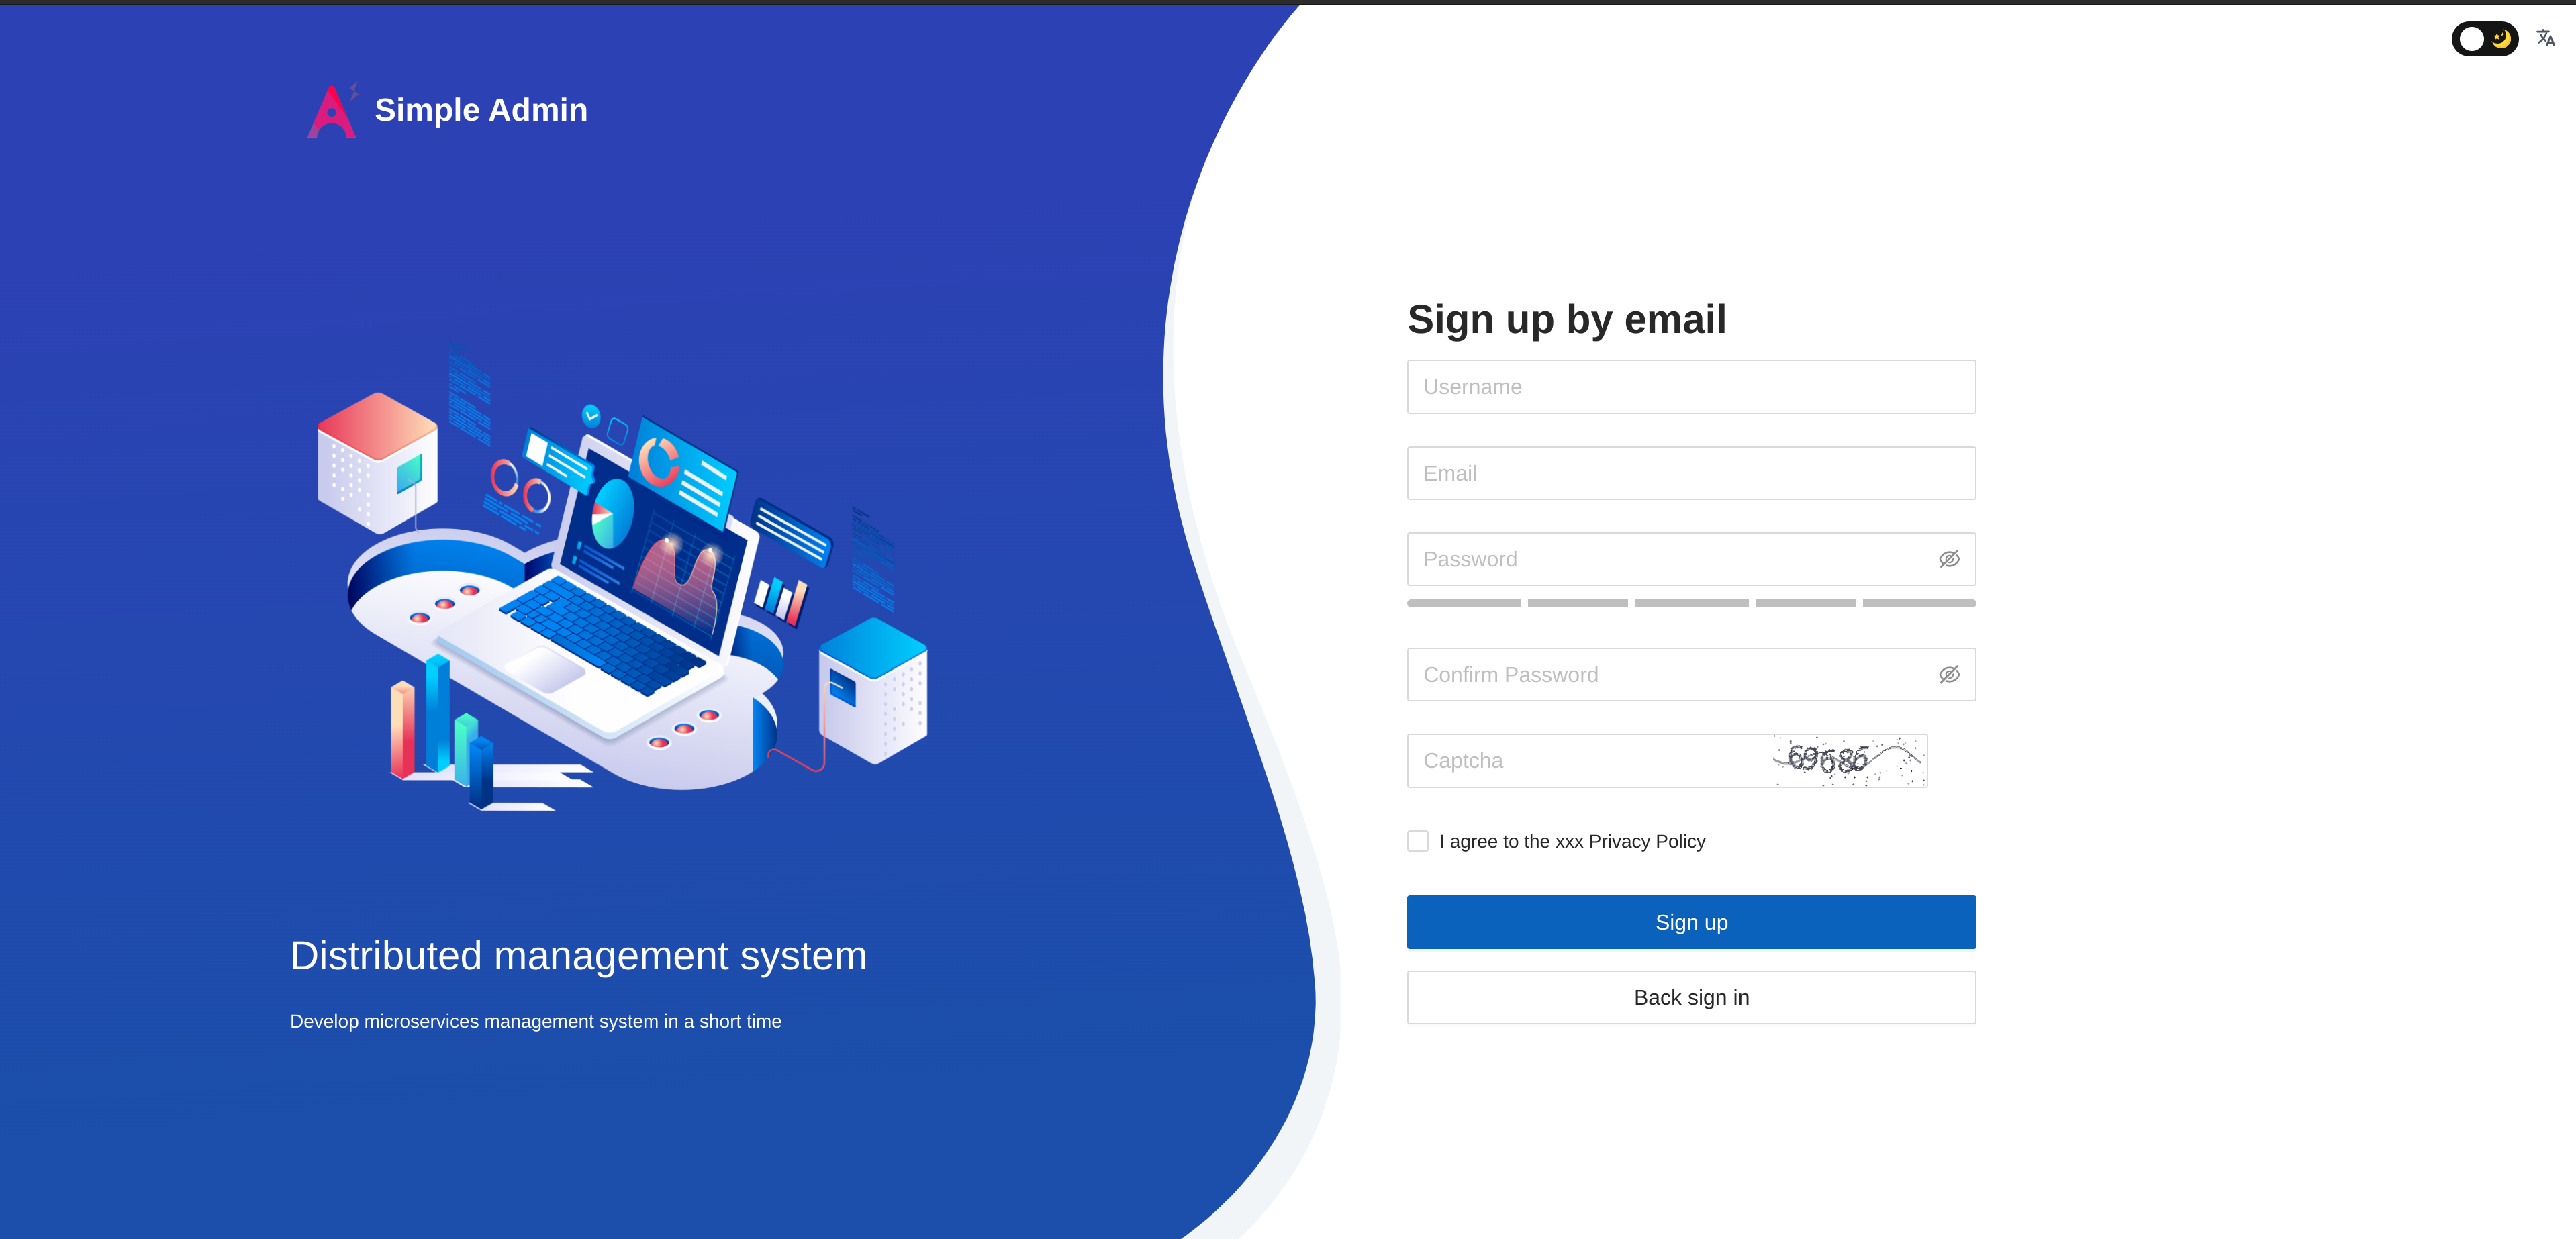 Simple Admin
Distributed management system
Develop microservices management system in a short time
Sign up by email
Username
Email
Password
Confirm Password
Captcha
69686
I agree to the xxx Privacy Policy
Sign up
Back sign in